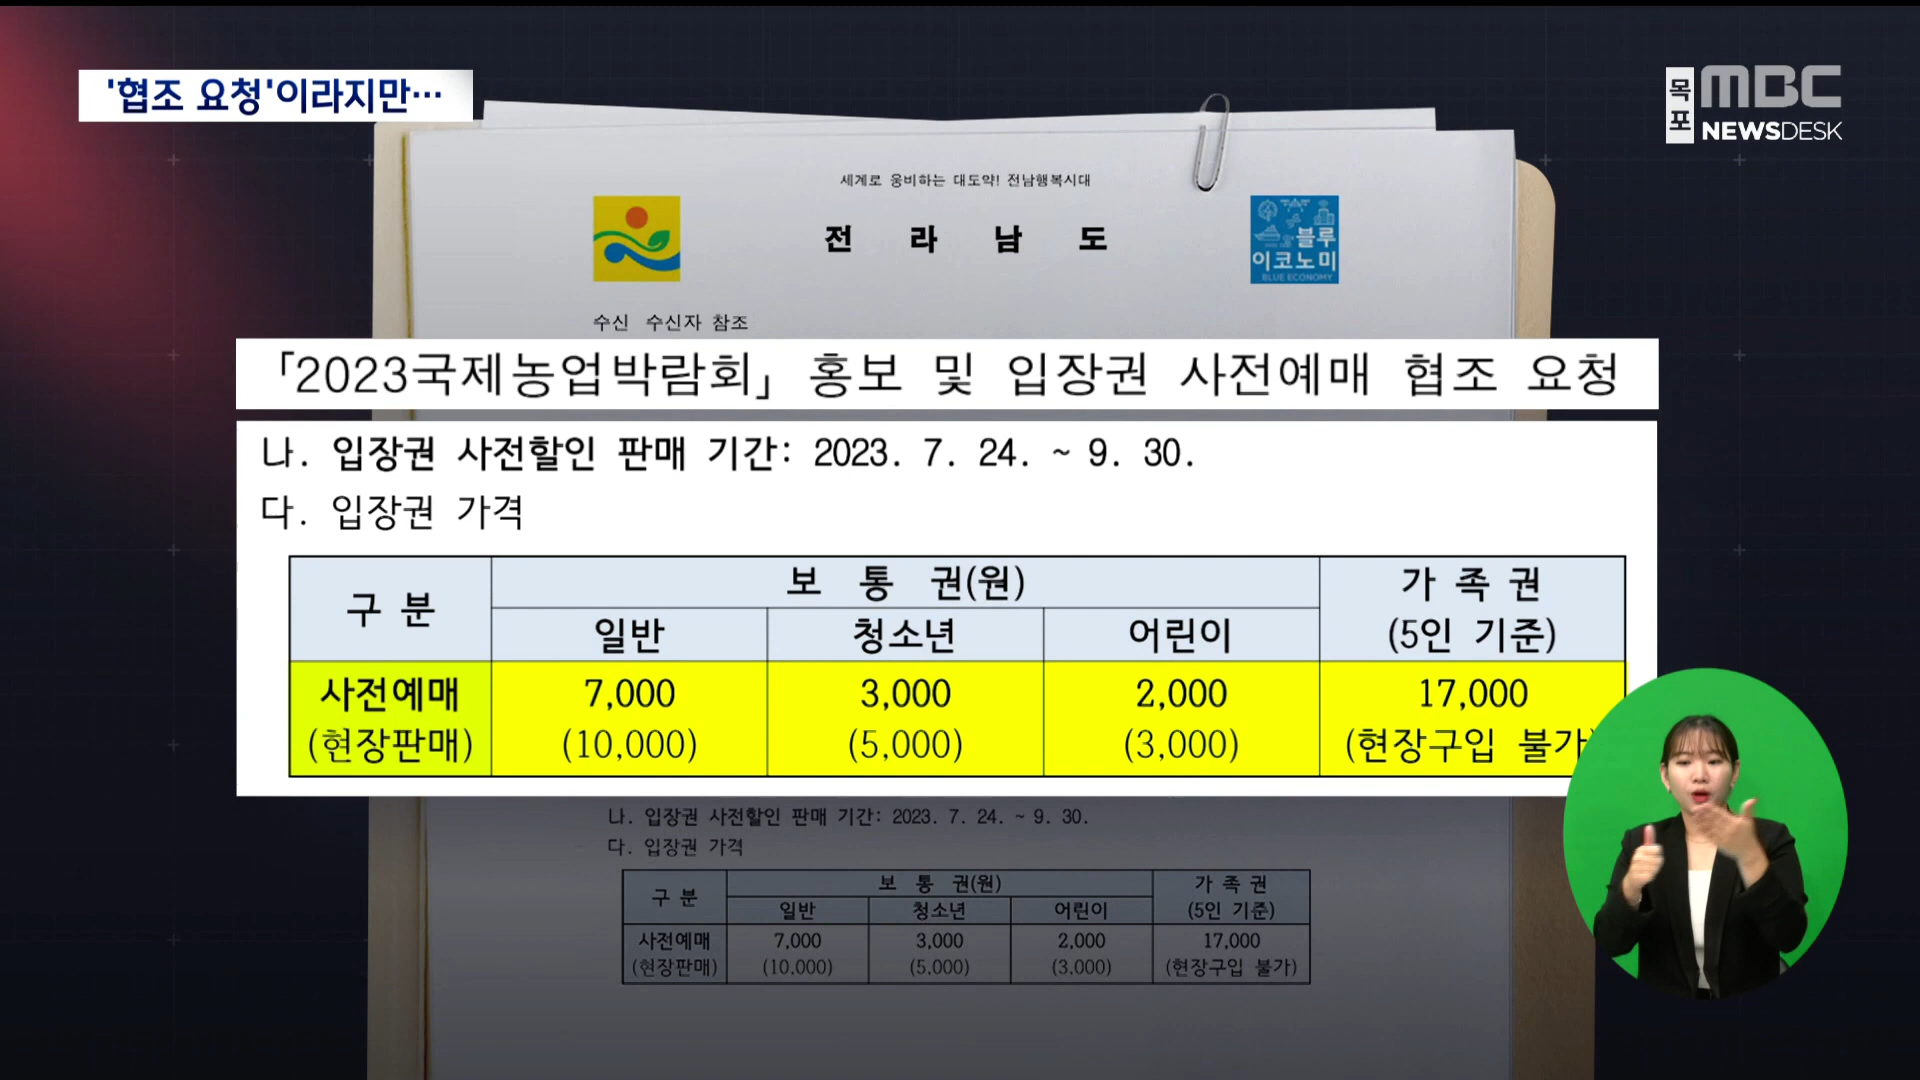 '협조 요청'이라지만…
목포
MBC
NEWSDESK
세계로 웅비하는 대도약! 전남행복시대
전 라 남 도
블루
이코노미
BLUE ECONOMY
수신 수신자 참조
「2023국제농업박람회」 홍보 및 입장권 사전예매 협조 요청
나. 입장권 사전할인 판매 기간: 2023. 7. 24. ~ 9. 30.
다. 입장권 가격
구 분 보 통 권(원) 가 족 권
일반 청소년 어린이 (5인 기준)
사전예매 7,000 3,000 2,000 17,000
(현장판매) (10,000) (5,000) (3,000) (현장구입 불가)
나. 입장권 사전할인 판매 기간: 2023. 7. 24. ~ 9. 30.
다. 입장권 가격
구 분 보 통 권(원) 가 족 권
일반 청소년 어린이 (5인 기준)
사전예매 7,000 3,000 2,000 17,000
(현장판매) (10,000) (5,000) (3,000) (현장구입 불가)